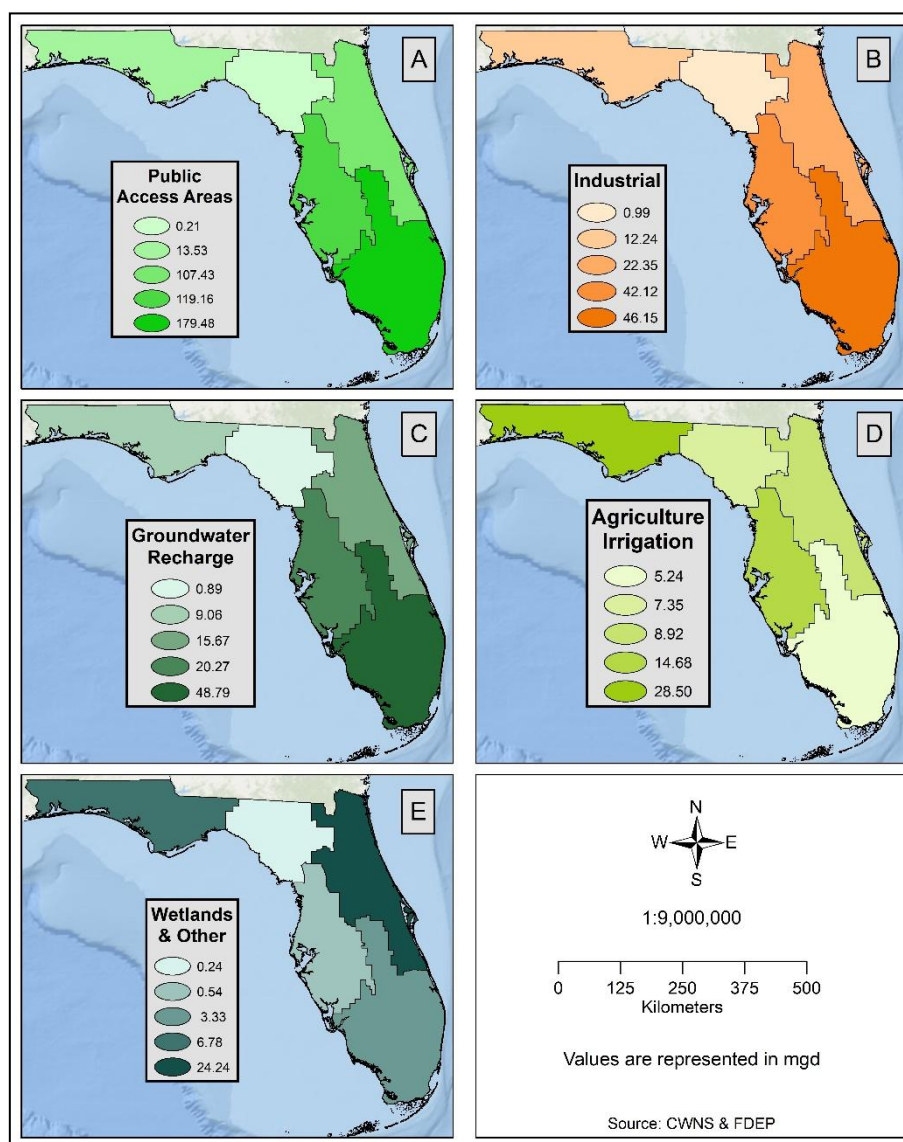 A
Public
Access Areas
0.21
13.53
107.43
119.16
179.48
B
Industrial
0.99
12.24
22.35
42.12
46.15
C
Groundwater
Recharge
0.89
9.06
15.67
20.27
48.79
D
Agriculture
Irrigation
5.24
7.35
8.92
14.68
28.50
E
Wetlands
& Other
0.24
0.54
3.33
6.78
24.24
N
W E
S
1:9,000,000
0 125 250 375 500
Kilometers
Values are represented in mgd
Source: CWNS & FDEP